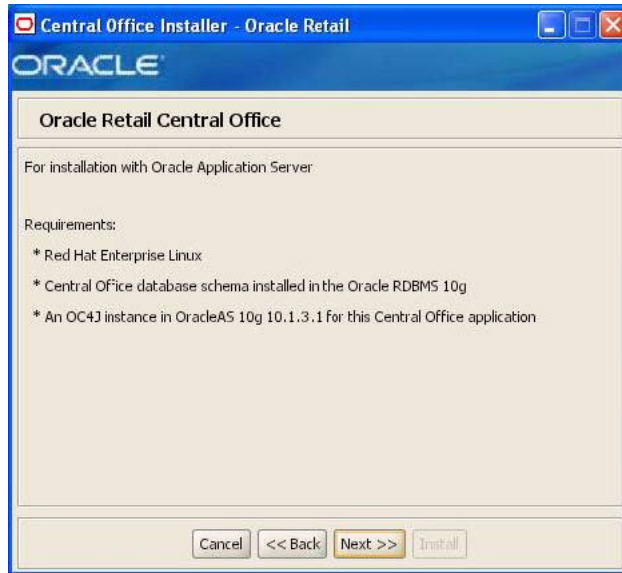 Central Office Installer - Oracle Retail
ORACLE
Oracle Retail Central Office
For installation with Oracle Application Server
Requirements:
* Red Hat Enterprise Linux
* Central Office database schema installed in the Oracle RDBMS 10g
* An OC4J instance in OracleAS 10g 10.1.3.1 for this Central Office application
Cancel << Back Next >> Install